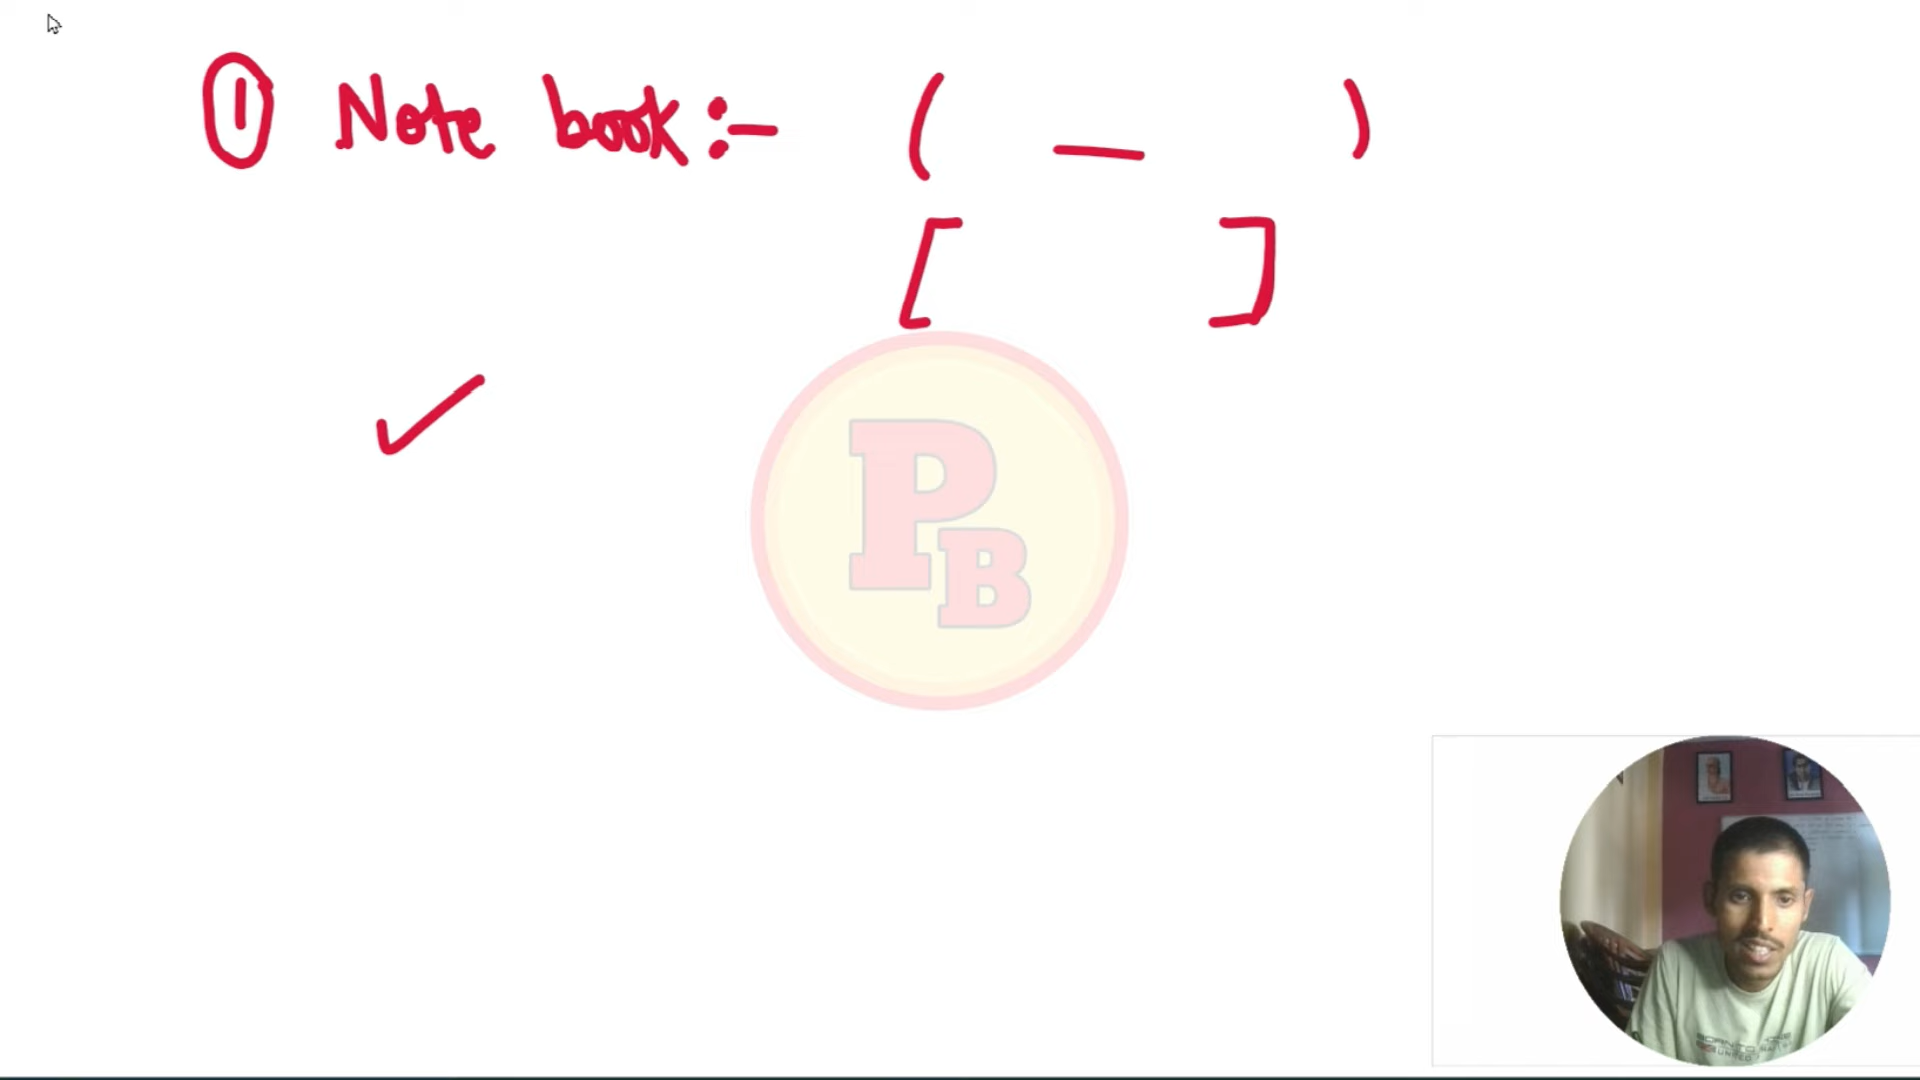 ① Note book:- ( _ )
[ ]
✓
PB